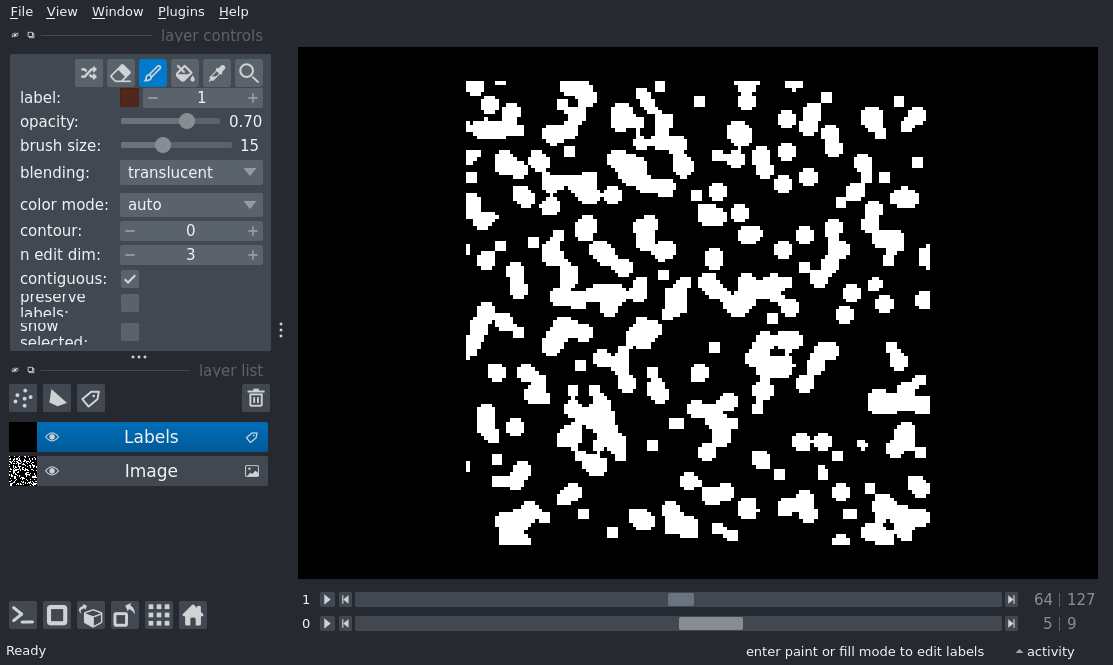 File View Window Plugins Help
layer controls
label: 1
opacity: 0.70
brush size: 15
blending: translucent
color mode: auto
contour: 0
n edit dim: 3
contiguous:
preserve
labels:
show
selected:
layer list
Labels
Image
1 64 | 127
0 5 | 9
Ready enter paint or fill mode to edit labels activity